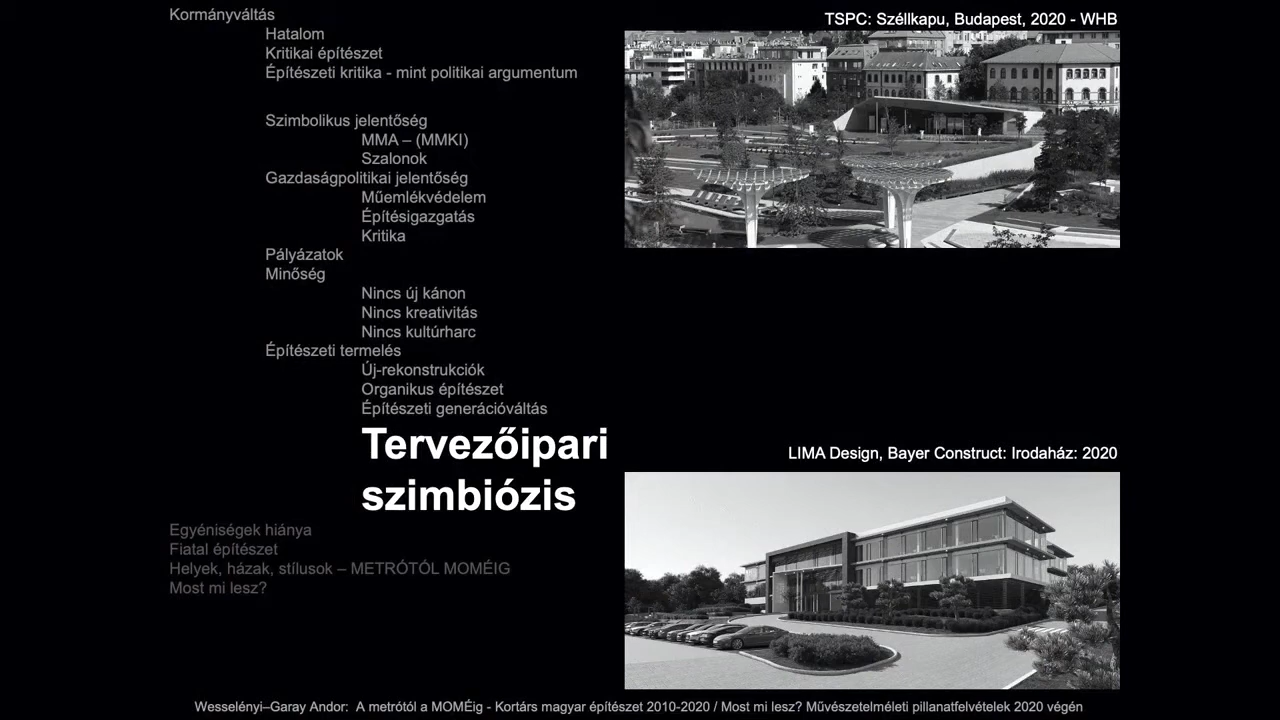 Kormányváltás
Hatalom
Kritikai építészet
Építészeti kritika - mint politikai argumentum
Szimbolikus jelentőség
MMA – (MMKI)
Szalonok
Gazdaságpolitikai jelentőség
Műemlékvédelem
Építésigazgatás
Kritika
Pályázatok
Minőség
Nincs új kánon
Nincs kreativitás
Nincs kultúrharc
Építészeti termelés
Új-rekonstrukciók
Organikus építészet
Építészeti generációváltás
Tervezőipari
szimbiózis
Egyéniségek hiánya
Fiatal építészet
Helyek, házak, stílusok – METRÓTÓL MOMÉIG
Most mi lesz?
TSPC: Széllkapu, Budapest, 2020 - WHB
LIMA Design, Bayer Construct: Irodaház: 2020
Wesselényi–Garay Andor: A metrótól a MOMÉig - Kortárs magyar építészet 2010-2020 / Most mi lesz? Művészetelméleti pillanatfelvételek 2020 végén